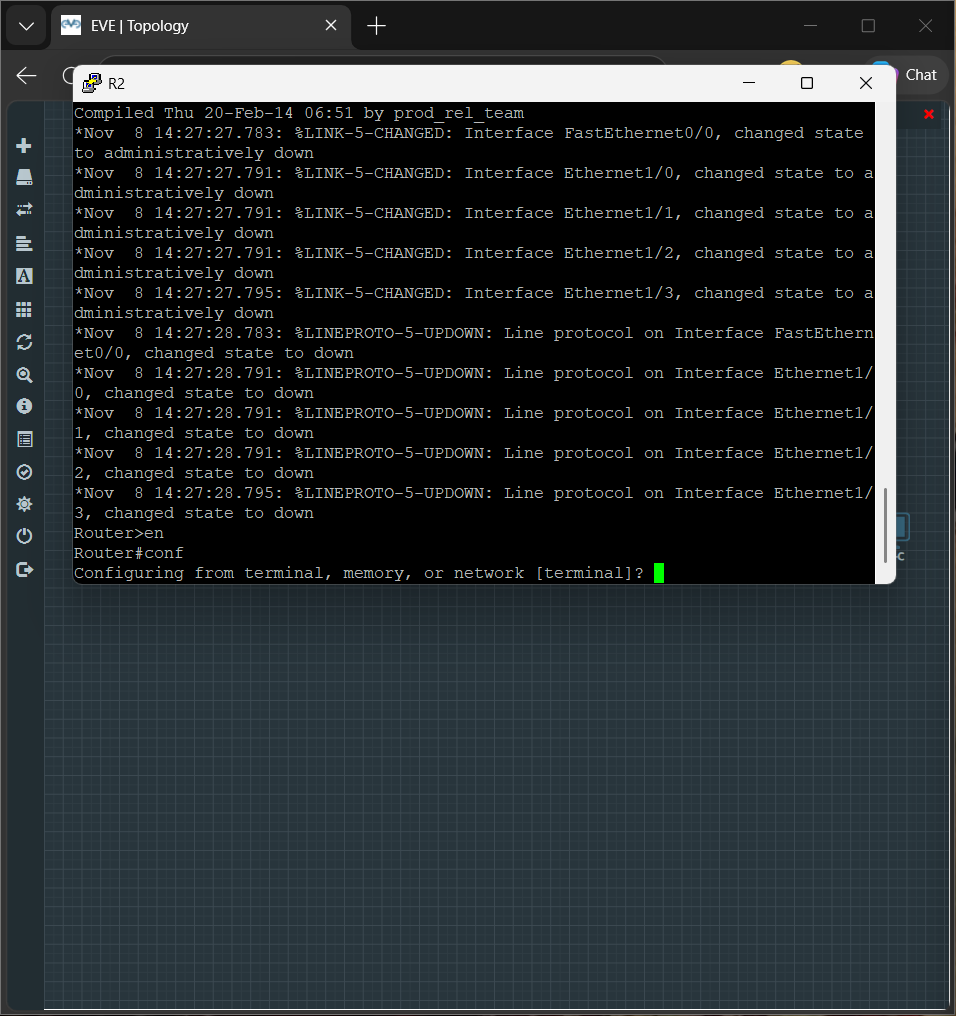 EVE | Topology
Chat
R2
Compiled Thu 20-Feb-14 06:51 by prod_rel_team
*Nov  8 14:27:27.783: %LINK-5-CHANGED: Interface FastEthernet0/0, changed state
to administratively down
*Nov  8 14:27:27.791: %LINK-5-CHANGED: Interface Ethernet1/0, changed state to a
dministratively down
*Nov  8 14:27:27.791: %LINK-5-CHANGED: Interface Ethernet1/1, changed state to a
dministratively down
*Nov  8 14:27:27.791: %LINK-5-CHANGED: Interface Ethernet1/2, changed state to a
dministratively down
*Nov  8 14:27:27.795: %LINK-5-CHANGED: Interface Ethernet1/3, changed state to a
dministratively down
*Nov  8 14:27:28.783: %LINEPROTO-5-UPDOWN: Line protocol on Interface FastEthern
et0/0, changed state to down
*Nov  8 14:27:28.791: %LINEPROTO-5-UPDOWN: Line protocol on Interface Ethernet1/
0, changed state to down
*Nov  8 14:27:28.791: %LINEPROTO-5-UPDOWN: Line protocol on Interface Ethernet1/
1, changed state to down
*Nov  8 14:27:28.791: %LINEPROTO-5-UPDOWN: Line protocol on Interface Ethernet1/
2, changed state to down
*Nov  8 14:27:28.795: %LINEPROTO-5-UPDOWN: Line protocol on Interface Ethernet1/
3, changed state to down
Router>en
Router#conf
Configuring from terminal, memory, or network [terminal]?